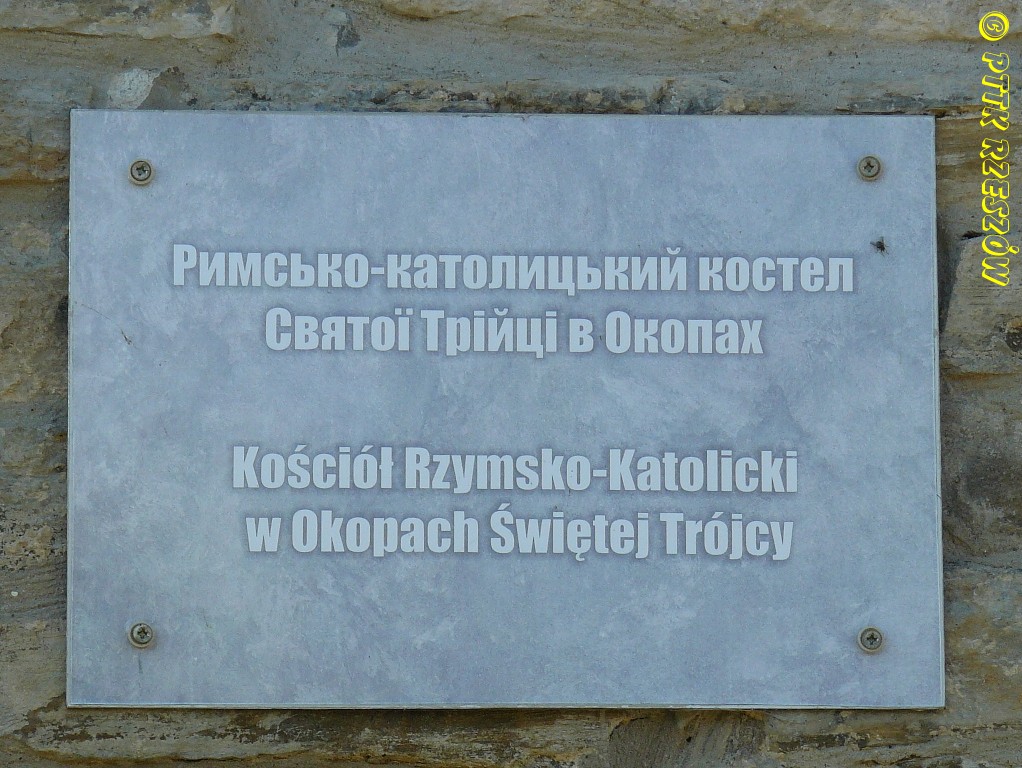 Римсько-католицький костел
Святої Трійці в Окопах
Kościół Rzymsko-Katolicki
w Okopach Świętej Trójcy
© PTTK RZESZÓW